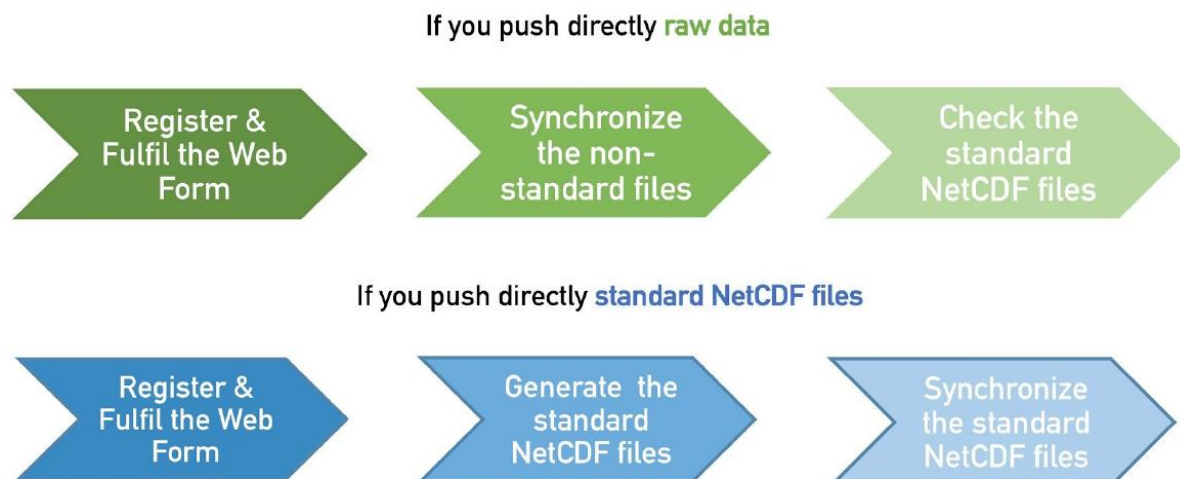 If you push directly raw data
Register &
Fulfil the Web
Form
Synchronize
the non-
standard files
Check the
standard
NetCDF files
If you push directly standard NetCDF files
Register &
Fulfil the Web
Form
Generate the
standard
NetCDF files
Synchronize
the standard
NetCDF files